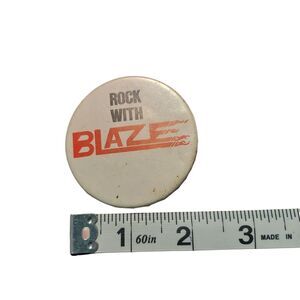 ROCK
WITH
BLAZE
1 60in 2 3 MADE IN